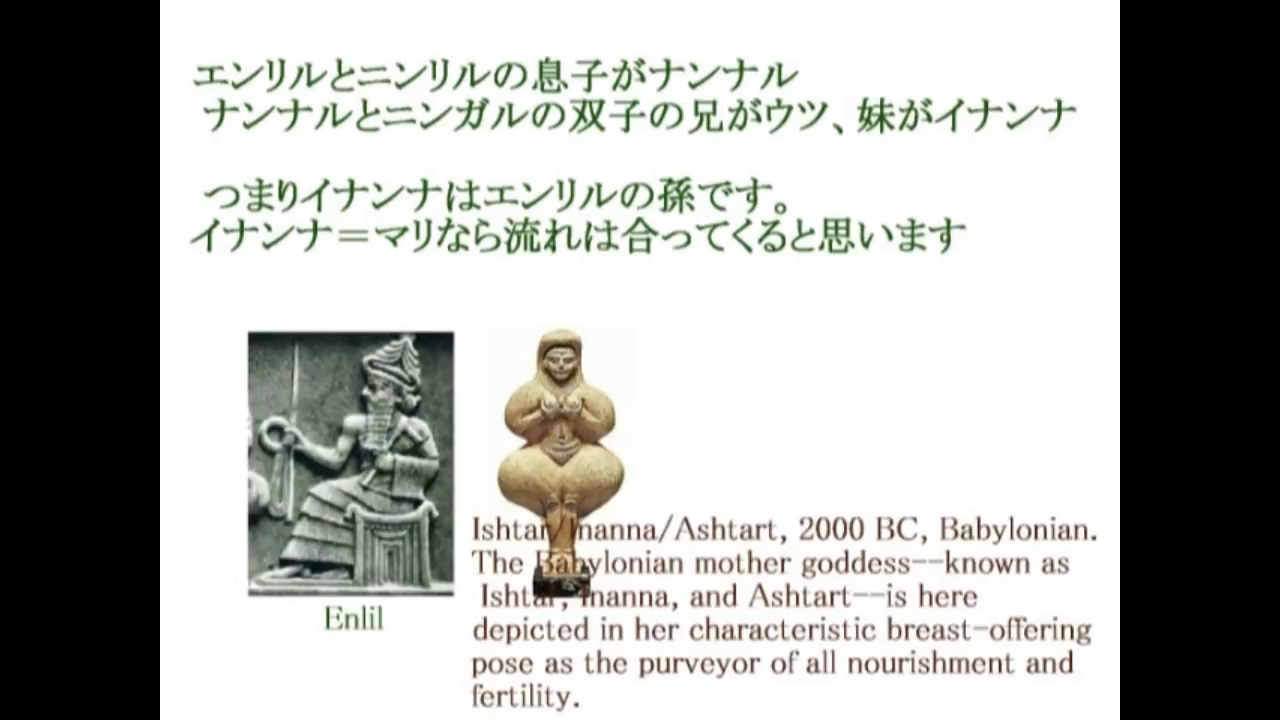 エンリルとニンリルの息子がナンナル
ナンナルとニンガルの双子の兄がウツ、妹がイナンナ
つまりイナンナはエンリルの孫です。
イナンナ＝マリなら流れは合ってくると思います
Enlil
Ishtar/Inanna/Ashtart, 2000 BC, Babylonian.
The Babylonian mother goddess--known as
Ishtar, Inanna, and Ashtart--is here
depicted in her characteristic breast-offering
pose as the purveyor of all nourishment and
fertility.